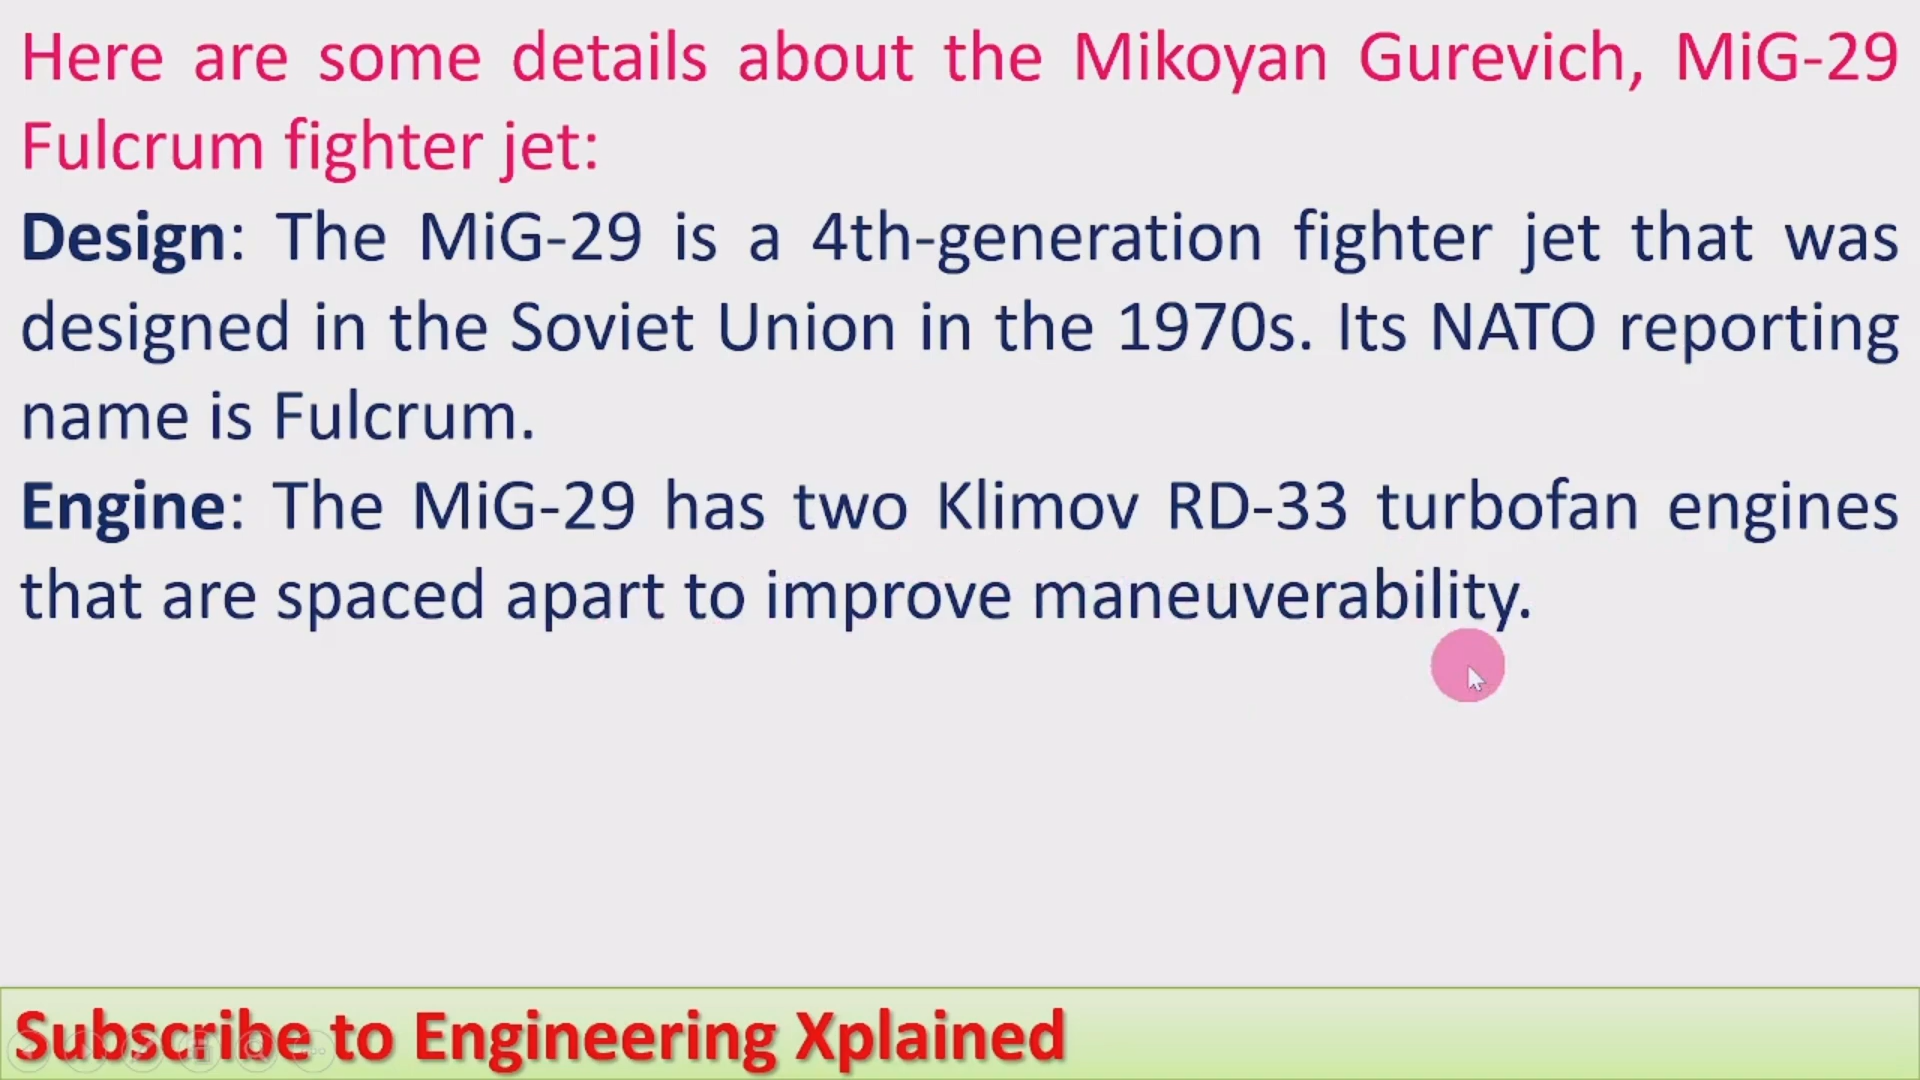 Here are some details about the Mikoyan Gurevich, MiG-29
Fulcrum fighter jet:
Design: The MiG-29 is a 4th-generation fighter jet that was
designed in the Soviet Union in the 1970s. Its NATO reporting
name is Fulcrum.
Engine: The MiG-29 has two Klimov RD-33 turbofan engines
that are spaced apart to improve maneuverability.
Subscribe to Engineering Xplained